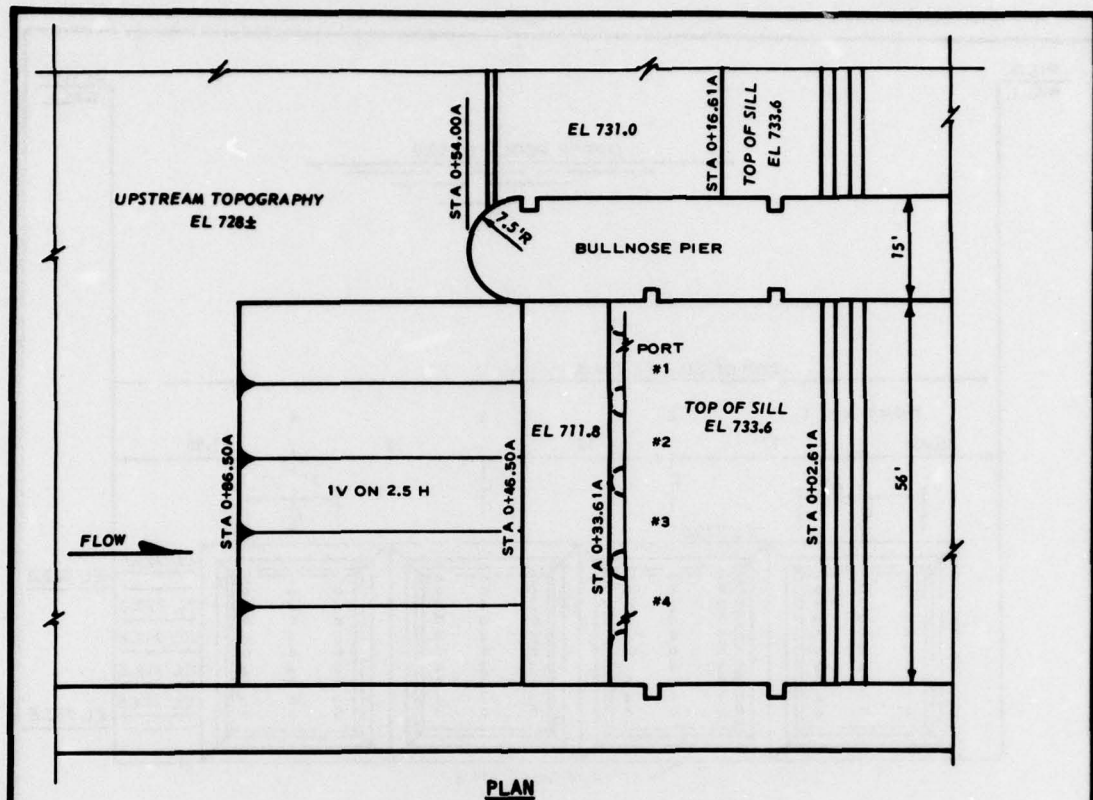 STA 0+54.00A
EL 731.0
STA 0+16.61A
TOP OF SILL
EL 733.6
UPSTREAM TOPOGRAPHY
EL 728±
7.5'R
BULLNOSE PIER
15'
PORT
#1
TOP OF SILL
EL 733.6
EL 711.8
#2
STA 0+86.50A
1V ON 2.5 H
STA 0+46.50A
STA 0+33.61A
STA 0+02.61A
56'
#3
FLOW
#4
PLAN